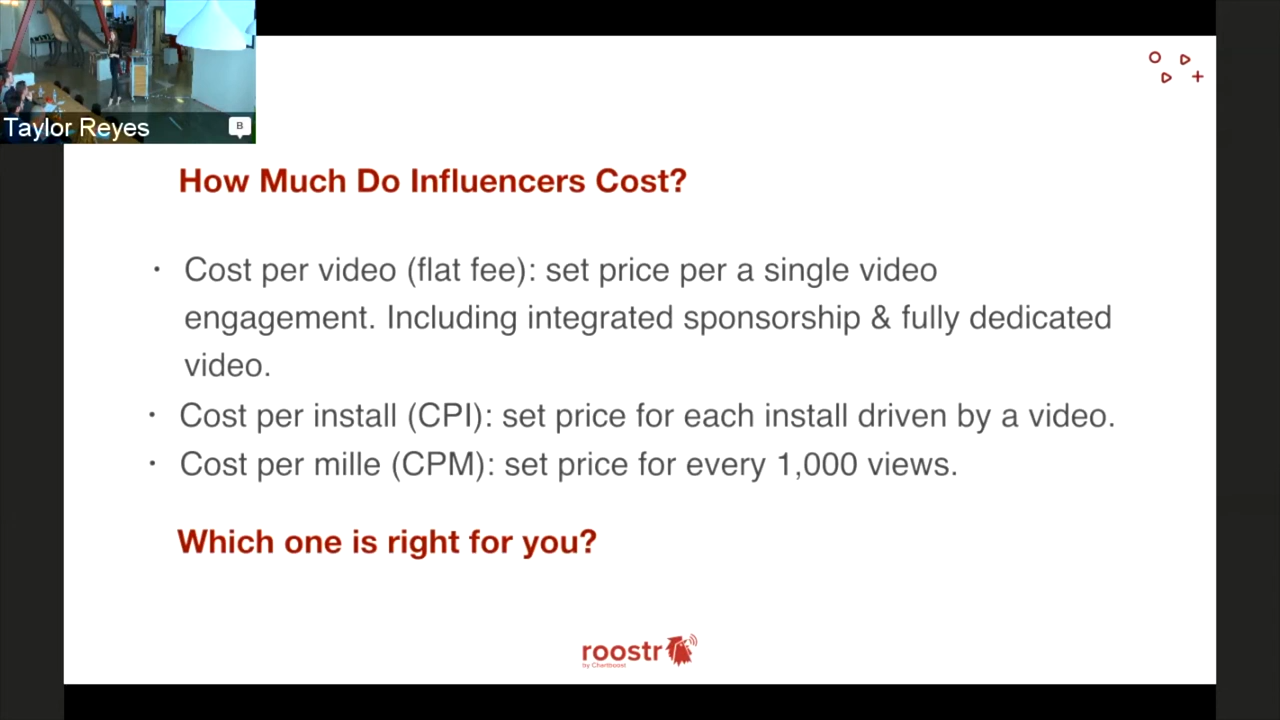 Taylor Reyes
B
How Much Do Influencers Cost?
• Cost per video (flat fee): set price per a single video
engagement. Including integrated sponsorship & fully dedicated
video.
• Cost per install (CPI): set price for each install driven by a video.
• Cost per mille (CPM): set price for every 1,000 views.
Which one is right for you?
roostr
by Chartboost